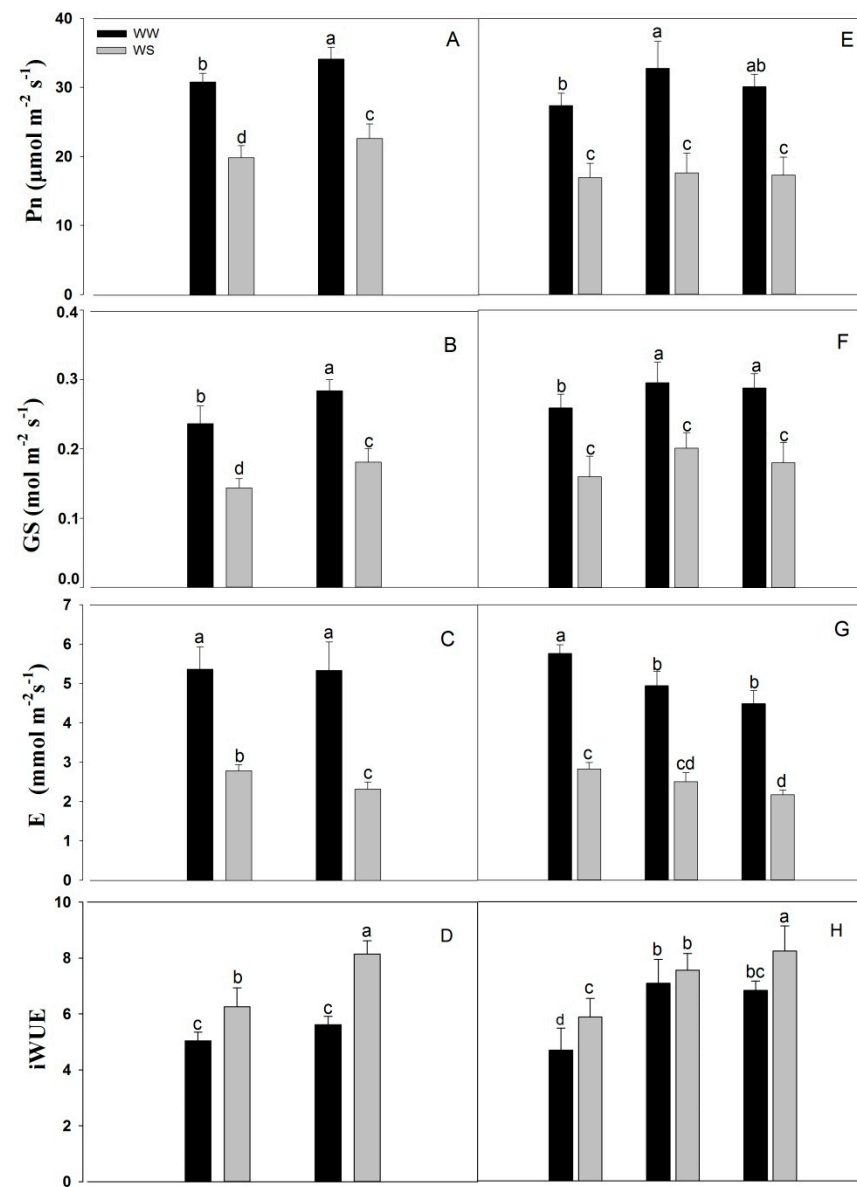 WW
WS
A
E
Pn (μmol m⁻² s⁻¹)
40
30
20
10
0
b
d
a
c
b
c
a
c
ab
c
B
F
GS (mol m⁻² s⁻¹)
0.4
0.3
0.2
0.1
0.0
b
d
a
c
b
c
a
c
a
c
C
G
E (mmol m⁻²s⁻¹)
7
6
5
4
3
2
1
0
a
b
a
c
a
c
b
cd
b
d
D
H
iWUE
10
8
6
4
2
0
c
b
c
a
d
c
b
b
bc
a